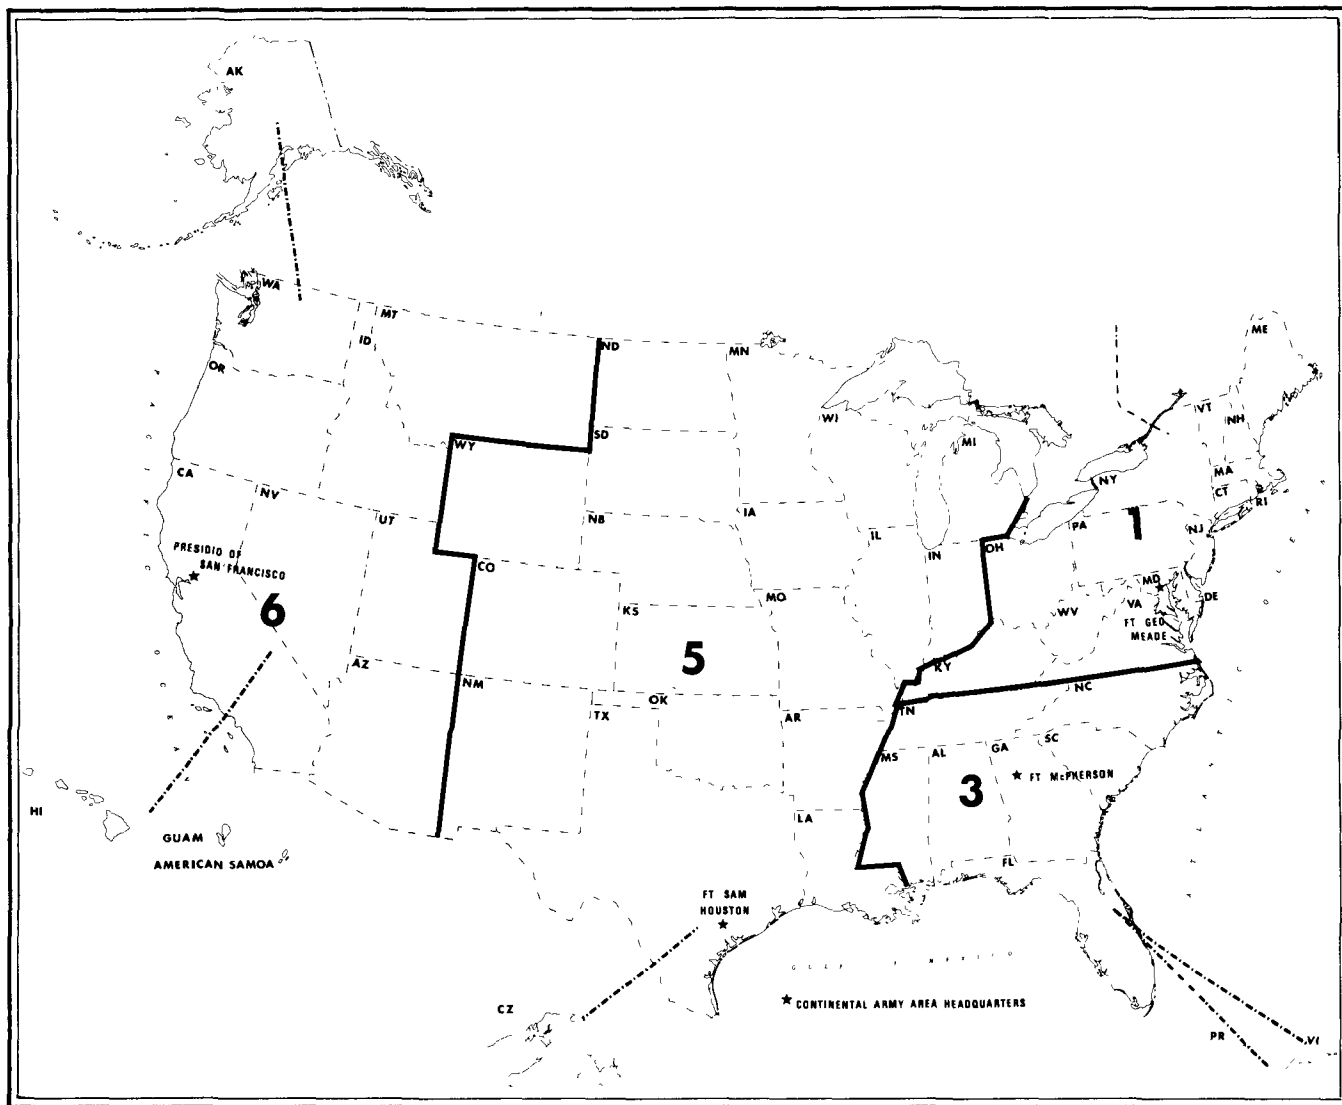 AK
WA
MT
ID
ND
MN
ME
OR
VT
WI
NH
WY
SD
MI
CA
NY
MA
NV
CT
RI
UT
NB
IA
PA
1
NJ
IL
IN
OH
PRESIDIO OF
SAN FRANCISCO
CO
MD
MO
KS
WV
VA
DE
6
FT GEO
MEADE
5
AZ
KY
NM
NC
OK
TX
AR
TN
MS
AL
GA
SC
3
FT McPHERSON
HI
LA
GUAM
AMERICAN SAMOA
FL
FT SAM
HOUSTON
CONTINENTAL ARMY AREA HEADQUARTERS
CZ
PR
VI